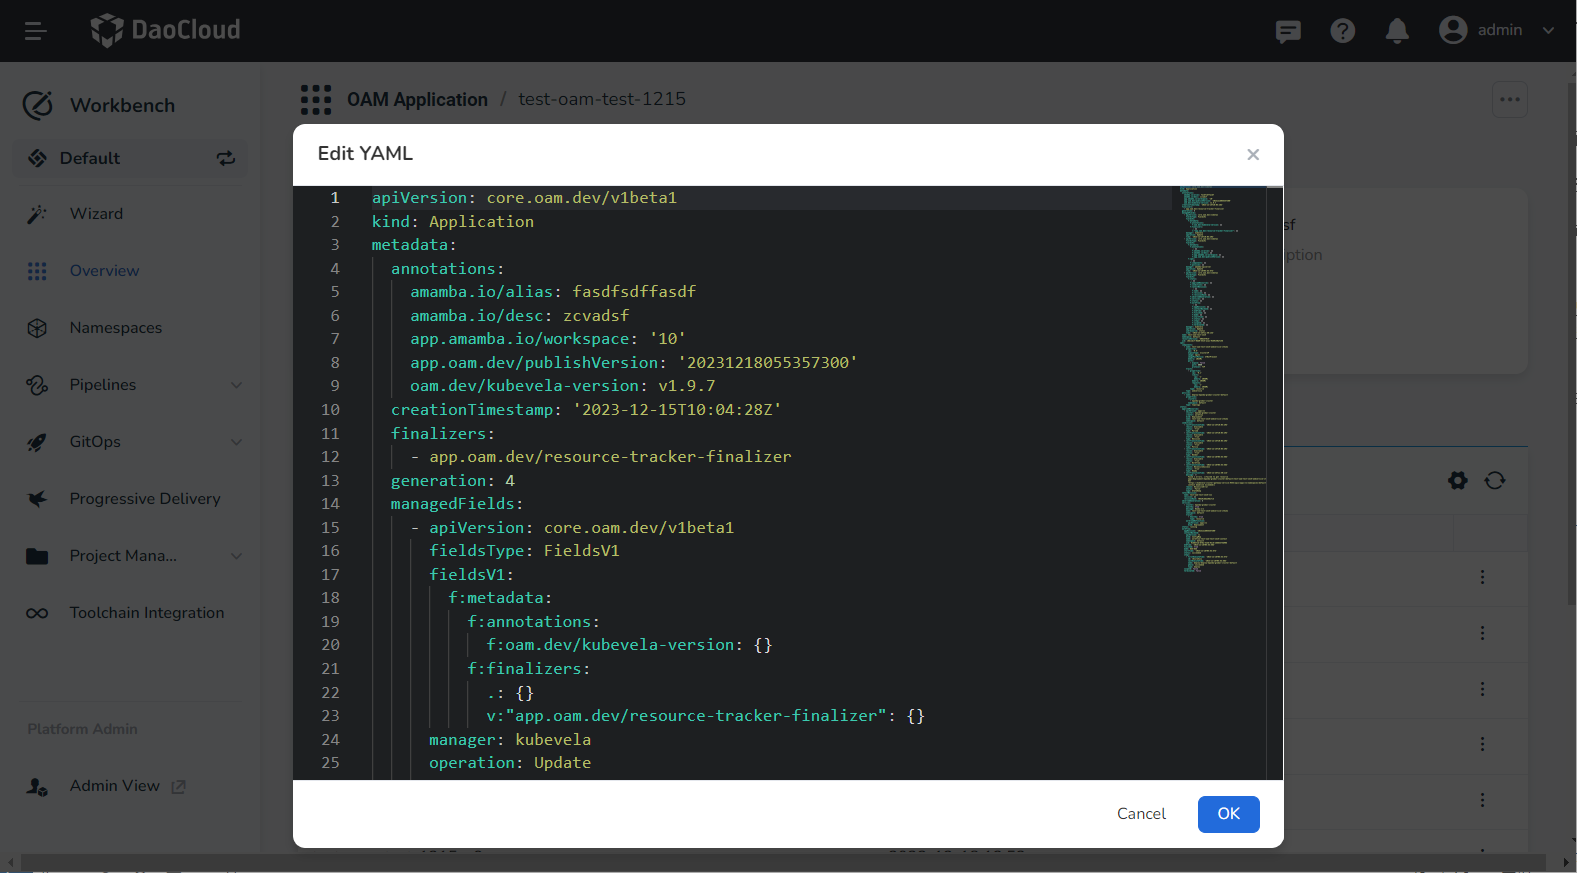 DaoCloud
admin
Workbench
Default
Wizard
Overview
Namespaces
Pipelines
GitOps
Progressive Delivery
Project Mana...
Toolchain Integration
Platform Admin
Admin View
OAM Application / test-oam-test-1215
Edit YAML
1 apiVersion: core.oam.dev/v1beta1
2 kind: Application
3 metadata:
4 annotations:
5 amamba.io/alias: fasdfsdffasdf
6 amamba.io/desc: zcvadsf
7 app.amamba.io/workspace: '10'
8 app.oam.dev/publishVersion: '20231218055357300'
9 oam.dev/kubevela-version: v1.9.7
10 creationTimestamp: '2023-12-15T10:04:28Z'
11 finalizers:
12 - app.oam.dev/resource-tracker-finalizer
13 generation: 4
14 managedFields:
15 - apiVersion: core.oam.dev/v1beta1
16 fieldsType: FieldsV1
17 fieldsV1:
18 f:metadata:
19 f:annotations:
20 f:oam.dev/kubevela-version: {}
21 f:finalizers:
22 .: {}
23 v:"app.oam.dev/resource-tracker-finalizer": {}
24 manager: kubevela
25 operation: Update
Cancel
OK
sf
ption